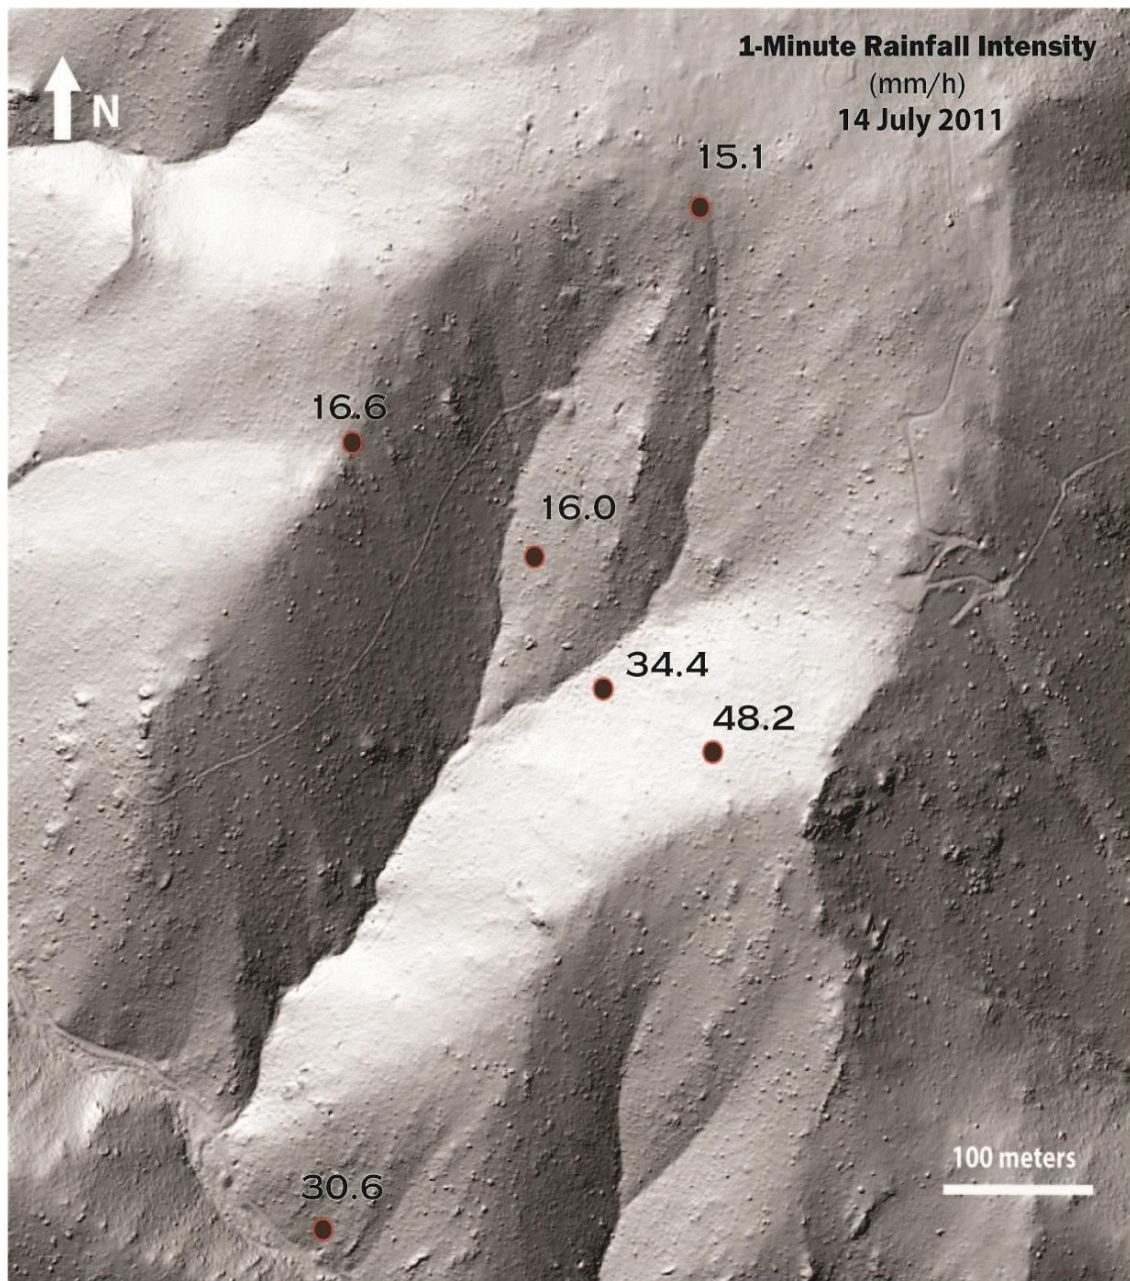 1-Minute Rainfall Intensity
(mm/h)
14 July 2011
N
15.1
16.6
16.0
34.4
48.2
30.6
100 meters